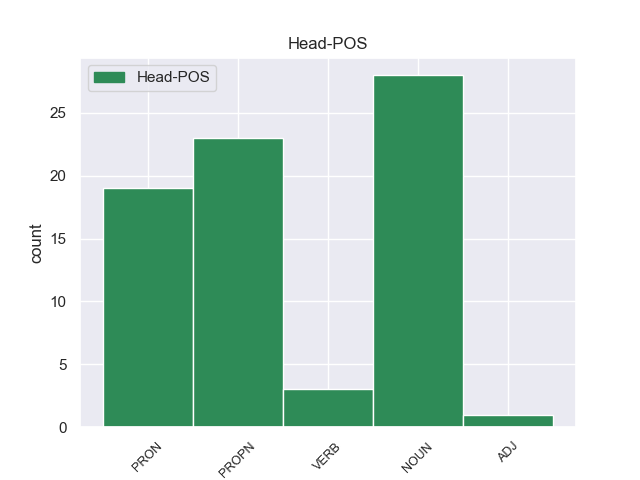 Head-POS
Head-POS
25
20
15
10
5
0
count
PRON
PROPN
VERB
NOUN
ADJ